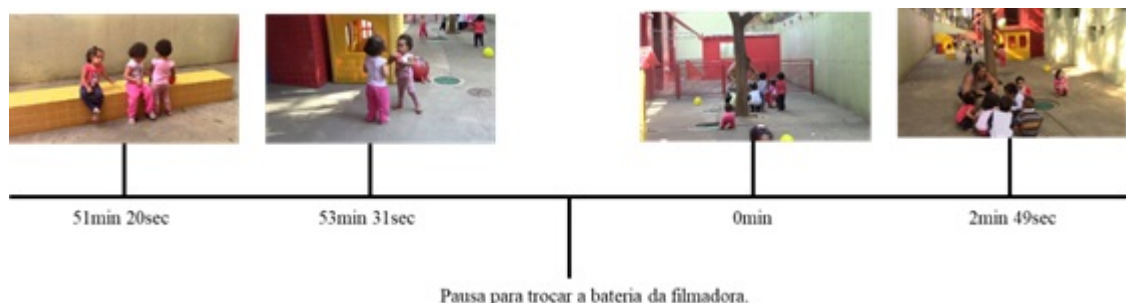 51min 20sec
53min 31sec
0min
2min 49sec
Pausa para trocar a bateria da filmadora.